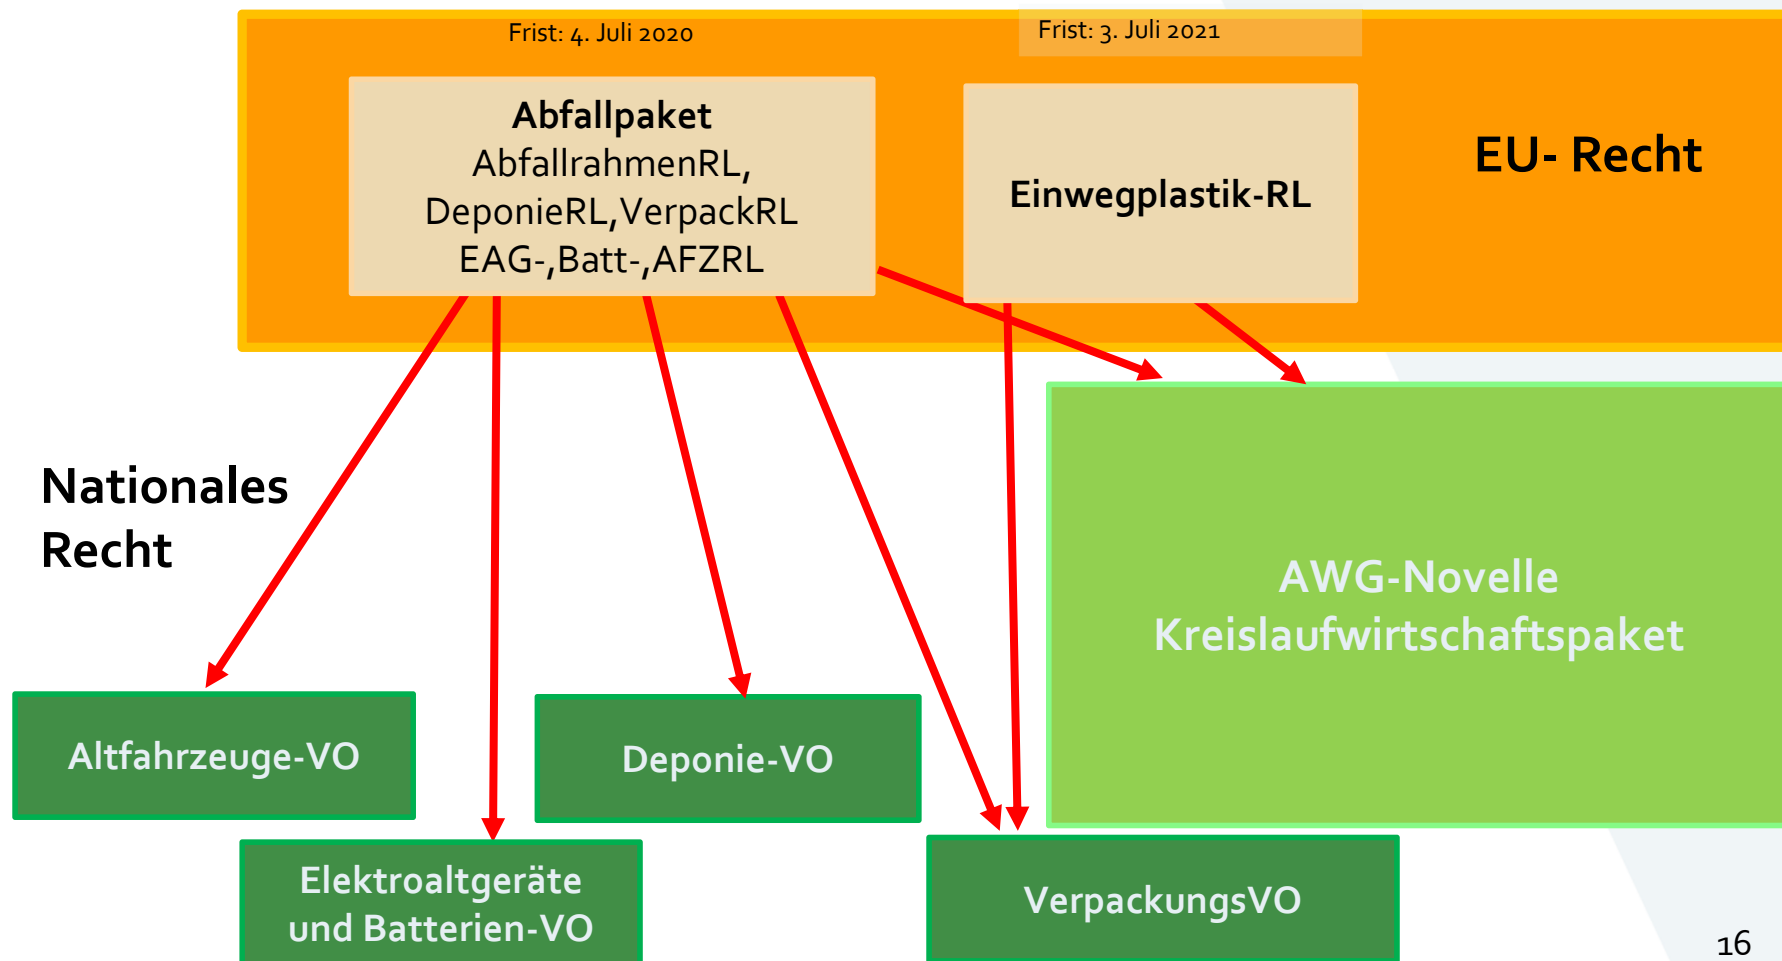 Frist: 4. Juli 2020
Frist: 3. Juli 2021
Abfallpaket
AbfallrahmenRL,
DeponieRL,VerpackRL
EAG-,Batt-,AFZRL
Einwegplastik-RL
EU- Recht
Nationales
Recht
AWG-Novelle
Kreislaufwirtschaftspaket
Altfahrzeuge-VO
Deponie-VO
Elektroaltgeräte
und Batterien-VO
VerpackungsVO
16